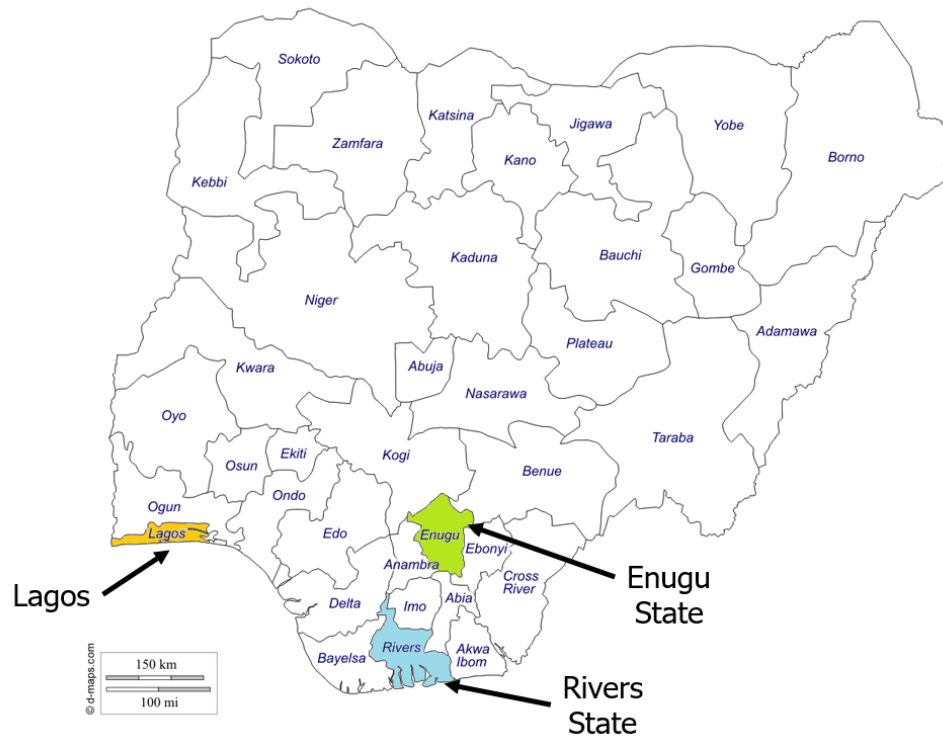 Sokoto
Katsina
Jigawa
Yobe
Zamfara
Kano
Borno
Kebbi
Kaduna
Bauchi
Gombe
Niger
Adamawa
Plateau
Abuja
Kwara
Nasarawa
Oyo
Taraba
Ekiti
Kogi
Osun
Benue
Ondo
Ogun
Lagos
Edo
Enugu
Ebonyi
Anambra
Cross
River
Lagos
Enugu
State
Delta
Imo
Abia
Rivers
Akwa
Ibom
Bayelsa
150 km
100 mi
© d-maps.com
Rivers
State